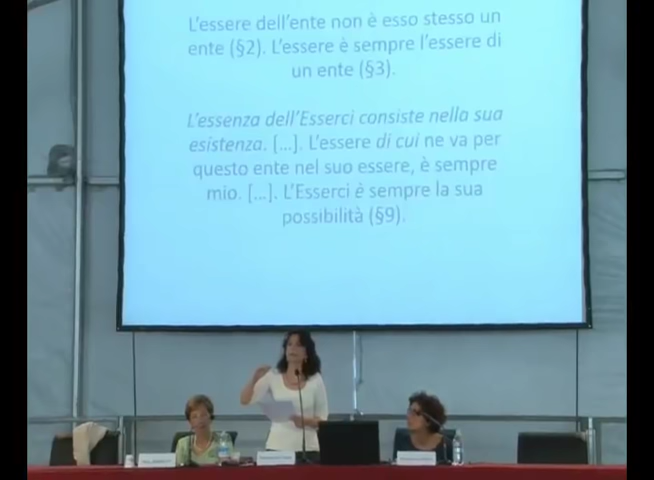 L'essere dell'ente non è esso stesso un
ente (§2). L'essere è sempre l'essere di
un ente (§3).
L'essenza dell'Esserci consiste nella sua
esistenza. [...]. L'essere di cui ne va per
questo ente nel suo essere, è sempre
mio. [...]. L'Esserci è sempre la sua
possibilità (§9).